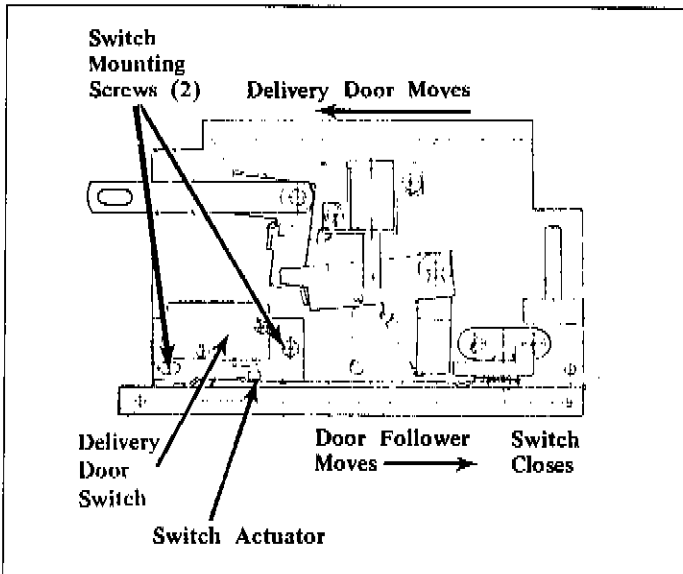 Switch
Mounting
Screws (2)
Delivery Door Moves
Delivery
Door
Switch
Switch Actuator
Door Follower
Moves
Switch
Closes